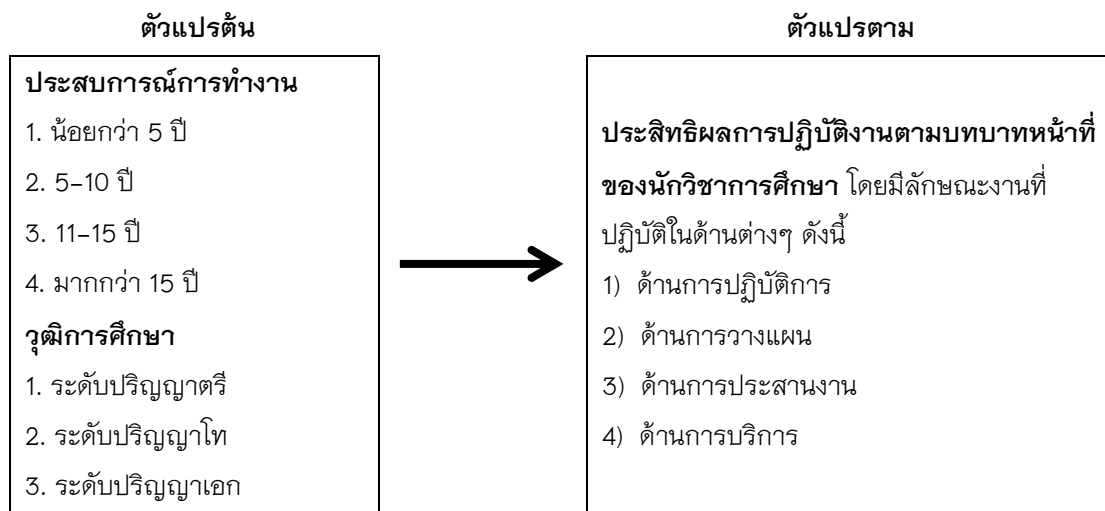 ตัวแปรต้น
ประสบการณ์การทำงาน
1. น้อยกว่า 5 ปี
2. 5-10 ปี
3. 11-15 ปี
4. มากกว่า 15 ปี
วุฒิการศึกษา
1. ระดับปริญญาตรี
2. ระดับปริญญาโท
3. ระดับปริญญาเอก
ตัวแปรตาม
ประสิทธิผลการปฏิบัติงานตามบทบาทหน้าที่
ของนักวิชาการศึกษา โดยมีลักษณะงานที่
ปฏิบัติในด้านต่างๆ ดังนี้
1) ด้านการปฏิบัติการ
2) ด้านการวางแผน
3) ด้านการประสานงาน
4) ด้านการบริการ